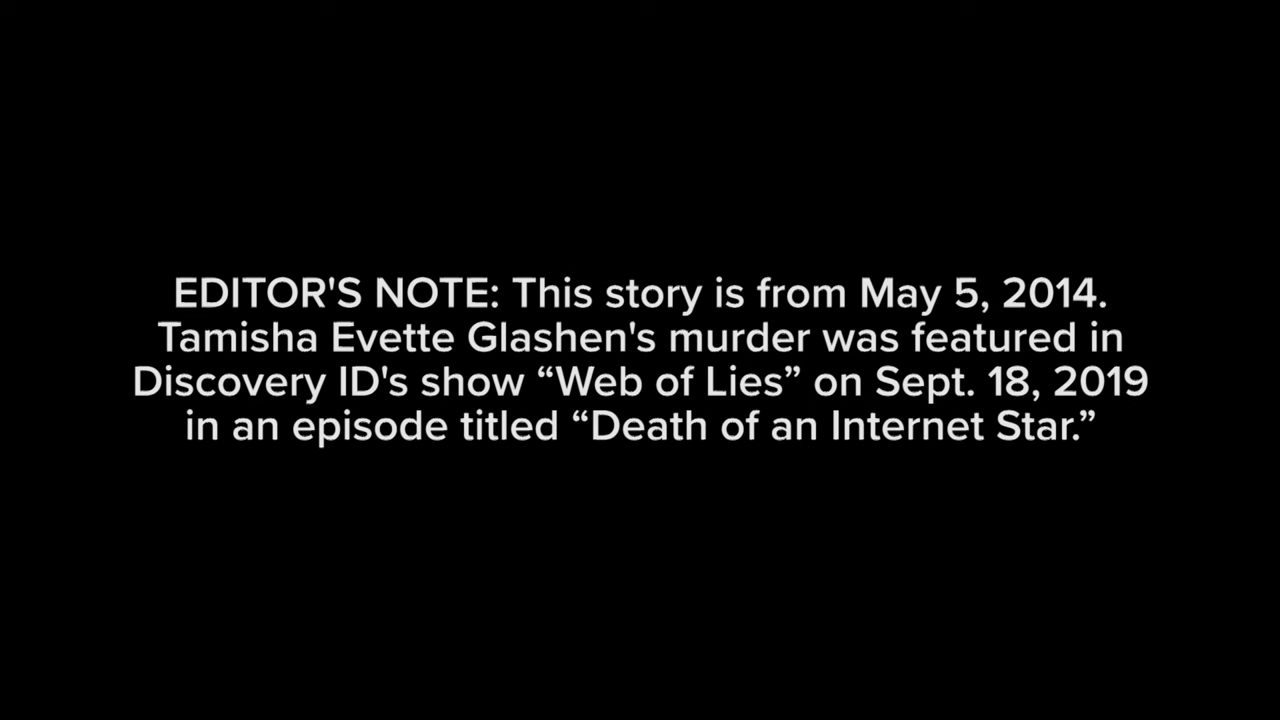 EDITOR'S NOTE: This story is from May 5, 2014.
Tamisha Evette Glashen's murder was featured in
Discovery ID's show “Web of Lies” on Sept. 18, 2019
in an episode titled “Death of an Internet Star.”